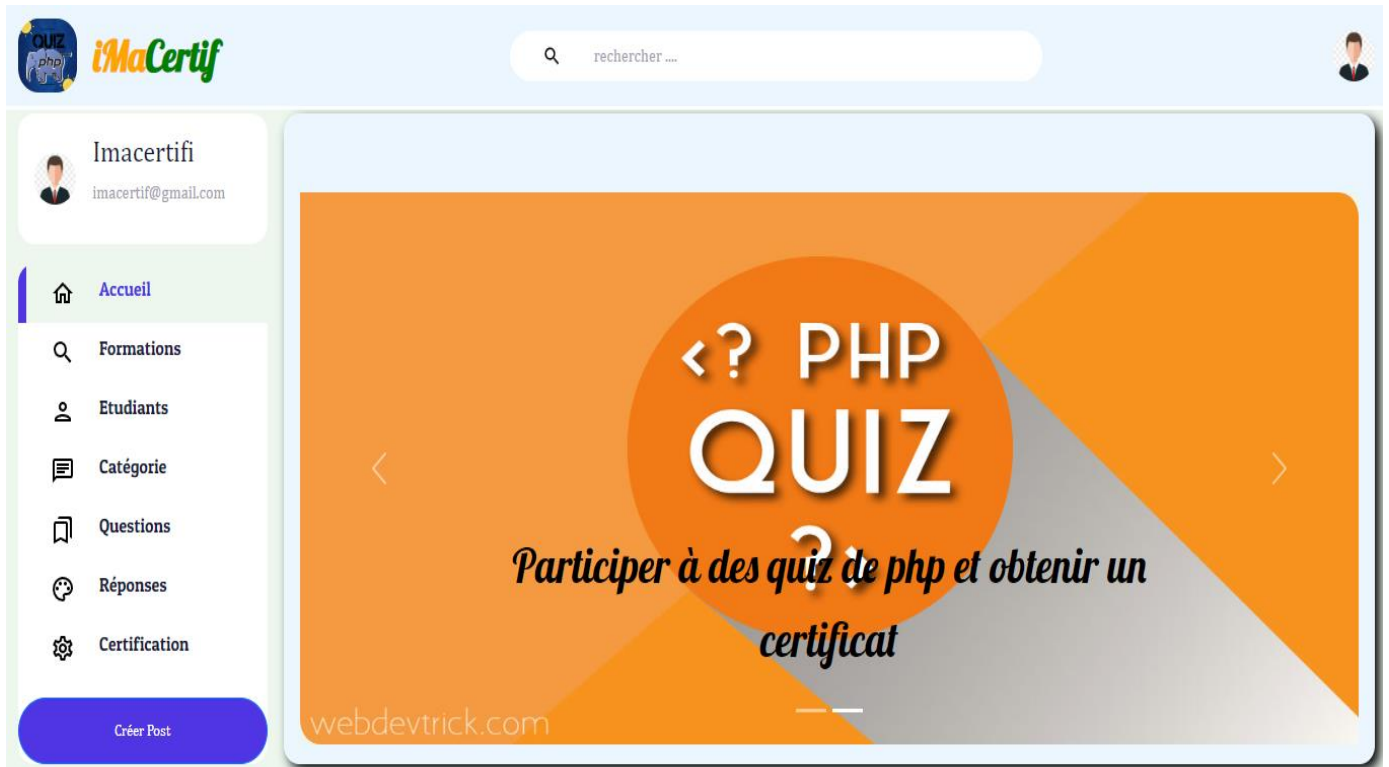 QUIZ
php
iMaCertif
rechercher ....
Imacertifi
imacertif@gmail.com
Accueil
Formations
Etudiants
Catégorie
Questions
Réponses
Certification
Créer Post
<? PHP
QUIZ
?>
Participer à des quiz de php et obtenir un
certificat
webdevtrick.com